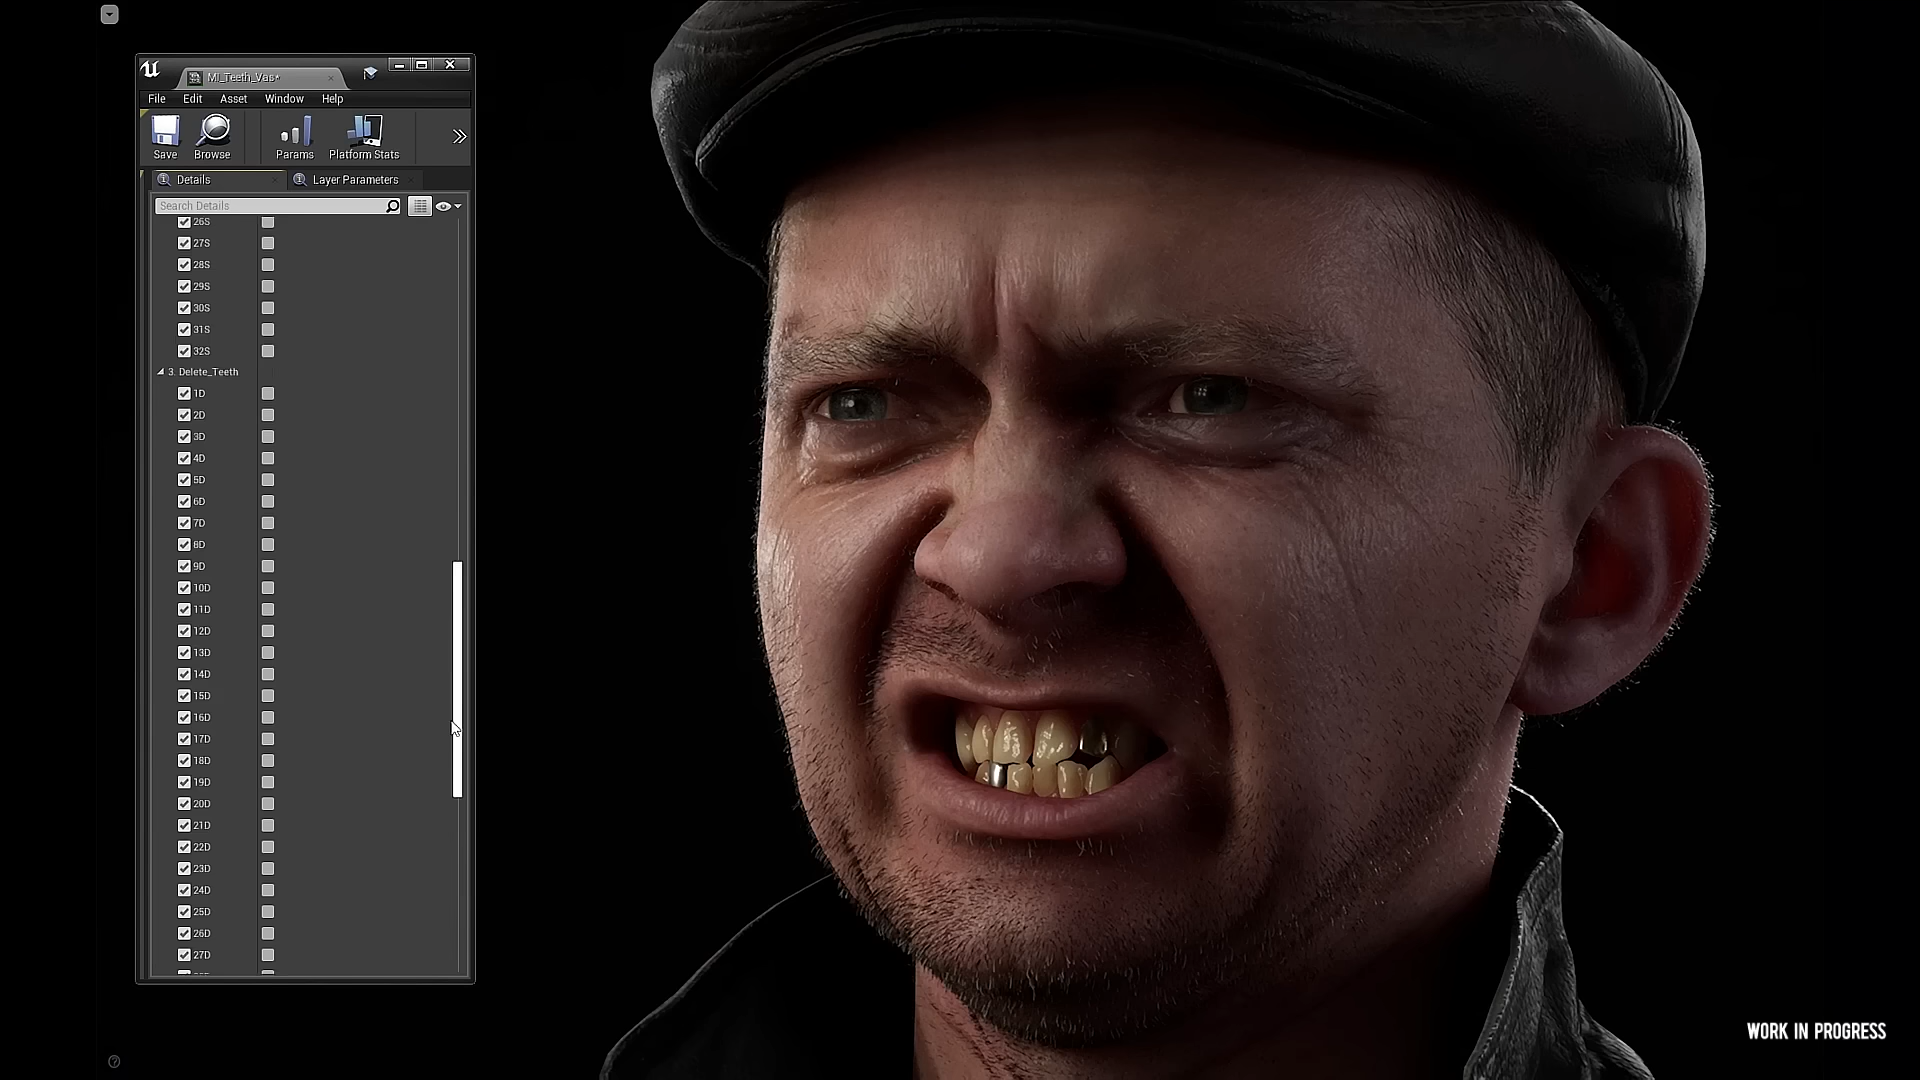 MI_Teeth_Vas*
File Edit Asset Window Help
Save Browse Params Platform Stats
Details Layer Parameters
Search Details
26S
27S
28S
29S
30S
31S
32S
3. Delete_Teeth
1D
2D
3D
4D
5D
6D
7D
8D
9D
10D
11D
12D
13D
14D
15D
16D
17D
18D
19D
20D
21D
22D
23D
24D
25D
26D
27D
WORK IN PROGRESS